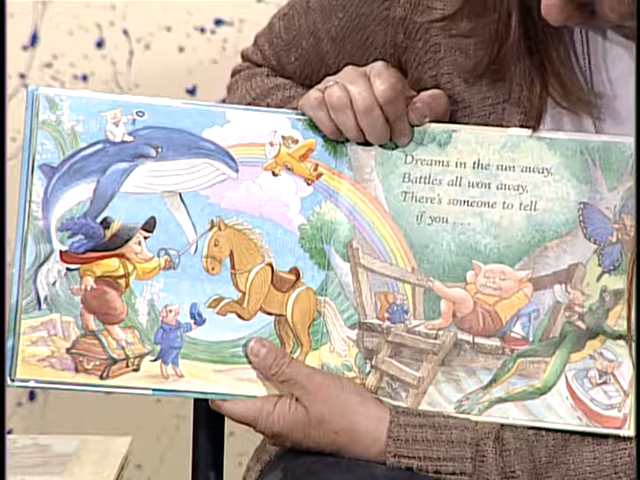 Dreams in the sun away,
Battles all won away,
There's someone to tell
if you ....